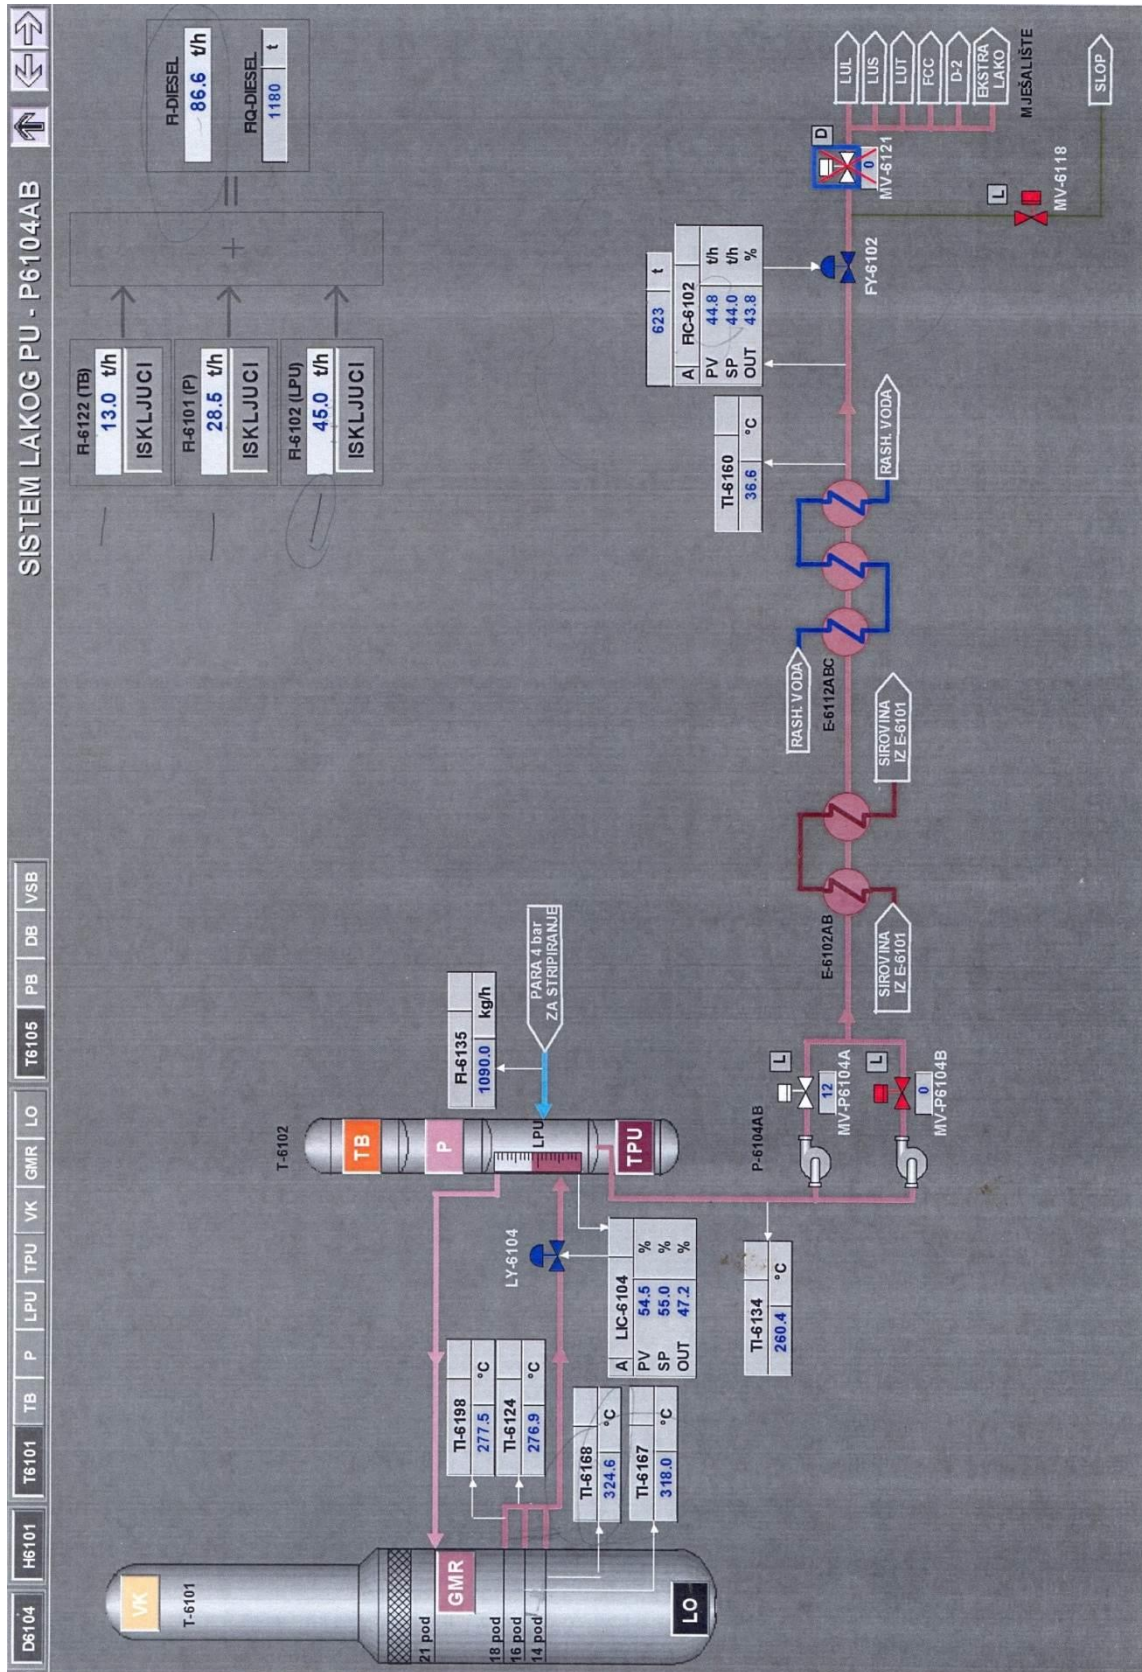 SISTEM LAKOG PU - P6104AB
D6104
H6101
T6101
TB
P
LPU
TPU
VK
GMR
LO
T6105
PB
DB
VSB
FI-6122 (TB)
13.0 t/h
ISKLJUCI
FI-6101 (P)
28.5 t/h
ISKLJUCI
FI-6102 (LPU)
45.0 t/h
ISKLJUCI
+
=
FI-DIESEL
86.6 t/h
FIQ-DIESEL
1180 t
VK
T-6101
GMR
21 pod
18 pod
16 pod
14 pod
LO
TI-6198
277.5 °C
TI-6124
276.9 °C
TI-6168
324.6 °C
TI-6167
318.0 °C
LY-6104
A LIC-6104
PV 54.5 %
SP 55.0 %
OUT 47.2 %
T-6102
TB
P
LPU
TPU
FI-6135
1090.0 kg/h
PARA 4 bar
ZA STRIPIRANJE
TI-6134
260.4 °C
P-6104AB
L
12
MV-P6104A
L
0
MV-P6104B
E-6102AB
SIROVINA
IZ E-6101
SIROVINA
IZ E-6101
RASH. VODA
E-6112ABC
RASH. VODA
TI-6160
36.6 °C
623 t
A FIC-6102
PV 44.8 t/h
SP 44.0 t/h
OUT 43.8 %
FY-6102
D
0
MV-6121
L
MV-6118
LUL
LUS
LUT
FCC
D-2
EKSTRA
LAKO
MJEŠALIŠTE
SLOP